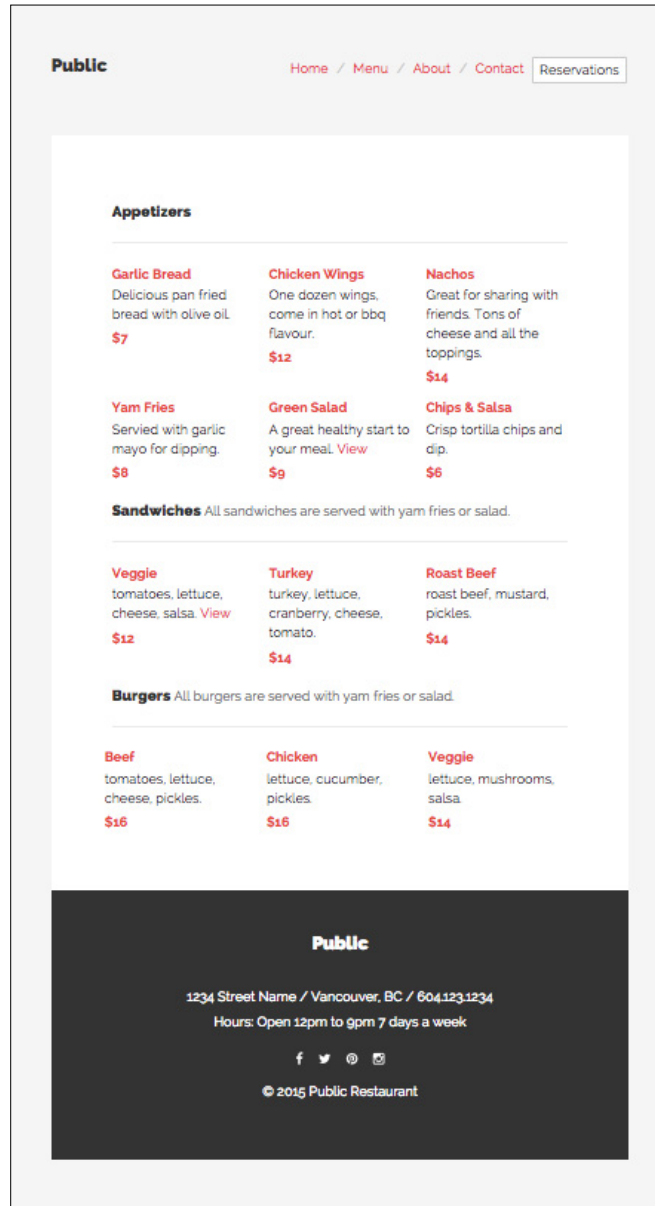 Public
Home / Menu / About / Contact Reservations
Appetizers
Garlic Bread
Delicious pan fried
bread with olive oil.
$7
Chicken Wings
One dozen wings,
come in hot or bbq
flavour.
$12
Nachos
Great for sharing with
friends. Tons of
cheese and all the
toppings.
$14
Yam Fries
Servied with garlic
mayo for dipping.
$8
Green Salad
A great healthy start to
your meal. View
$9
Chips & Salsa
Crisp tortilla chips and
dip.
$6
Sandwiches All sandwiches are served with yam fries or salad.
Veggie
tomatoes, lettuce,
cheese, salsa. View
$12
Turkey
turkey, lettuce,
cranberry, cheese,
tomato.
$14
Roast Beef
roast beef, mustard,
pickles.
$14
Burgers All burgers are served with yam fries or salad.
Beef
tomatoes, lettuce,
cheese, pickles.
$16
Chicken
lettuce, cucumber,
pickles.
$16
Veggie
lettuce, mushrooms,
salsa.
$14
Public
1234 Street Name / Vancouver, BC / 604.123.1234
Hours: Open 12pm to 9pm 7 days a week
© 2015 Public Restaurant